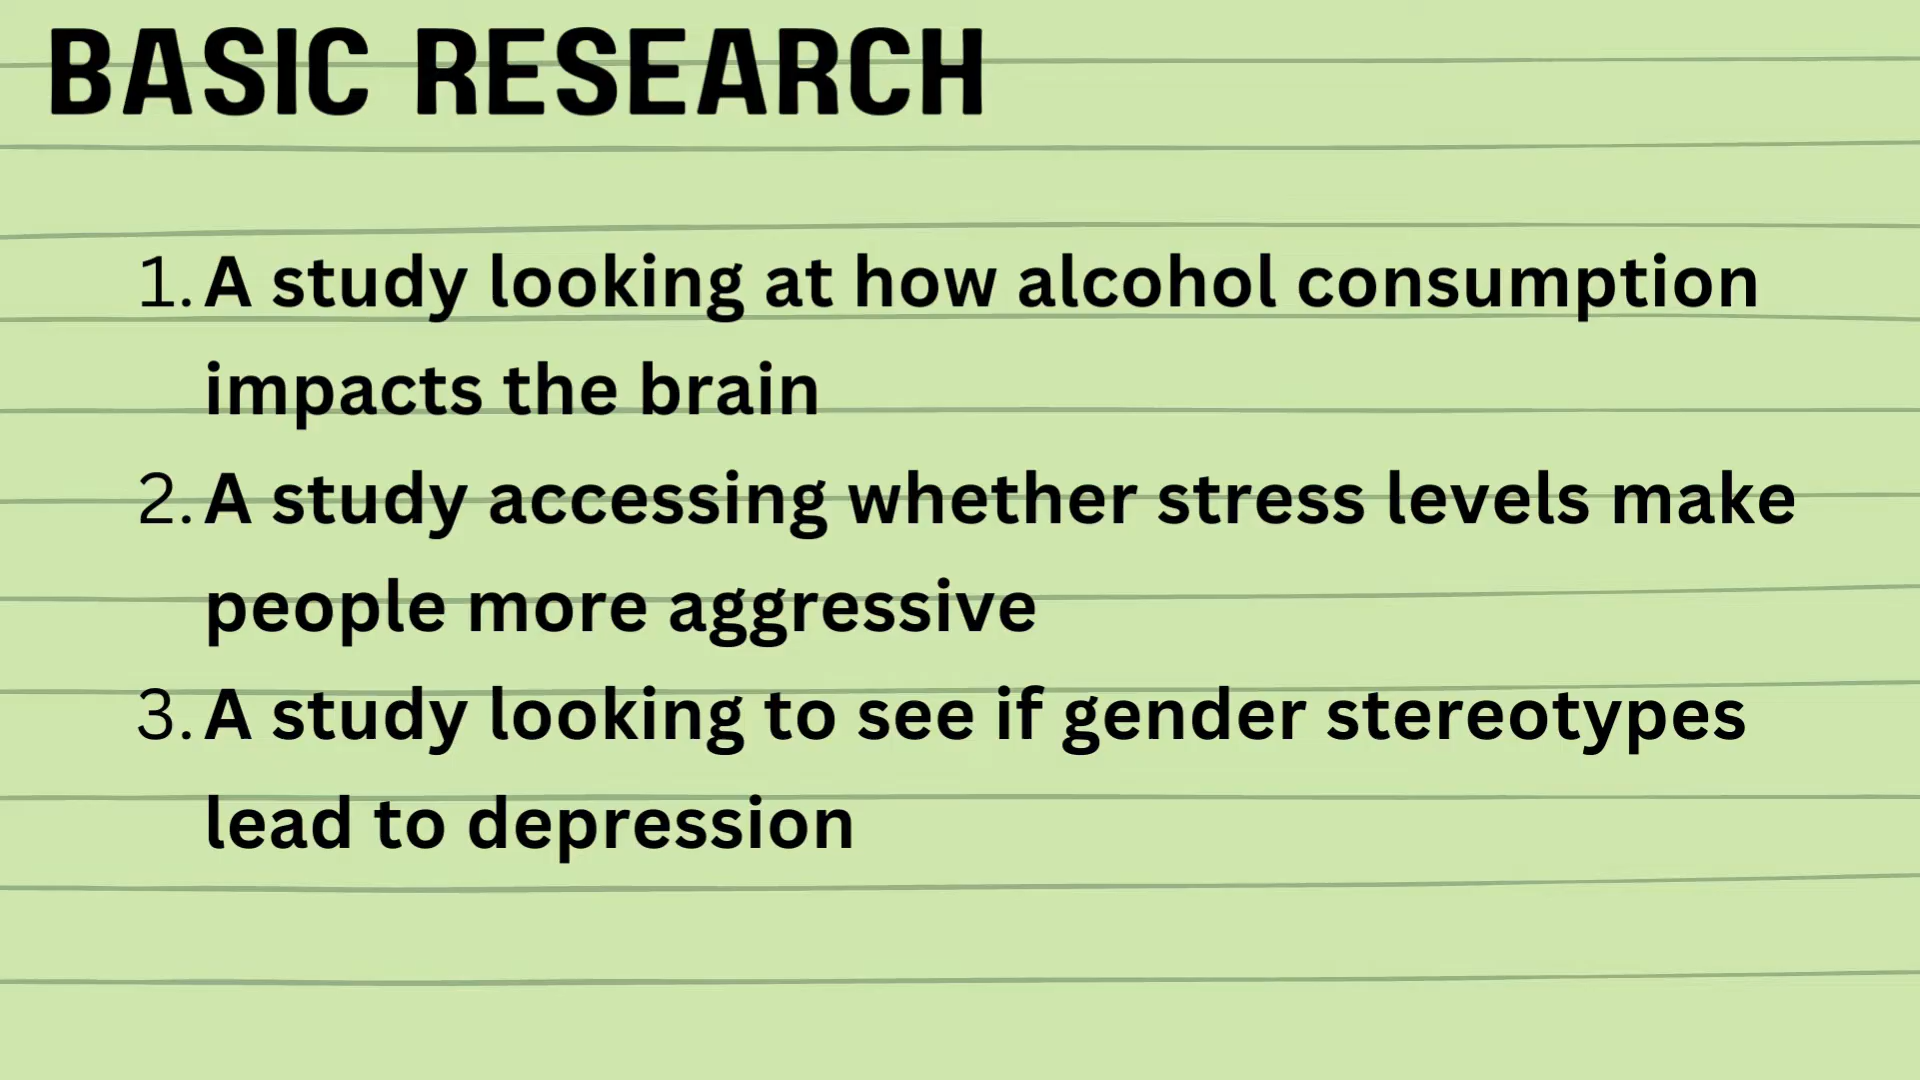 BASIC RESEARCH
1. A study looking at how alcohol consumption
impacts the brain
2. A study accessing whether stress levels make
people more aggressive
3. A study looking to see if gender stereotypes
lead to depression